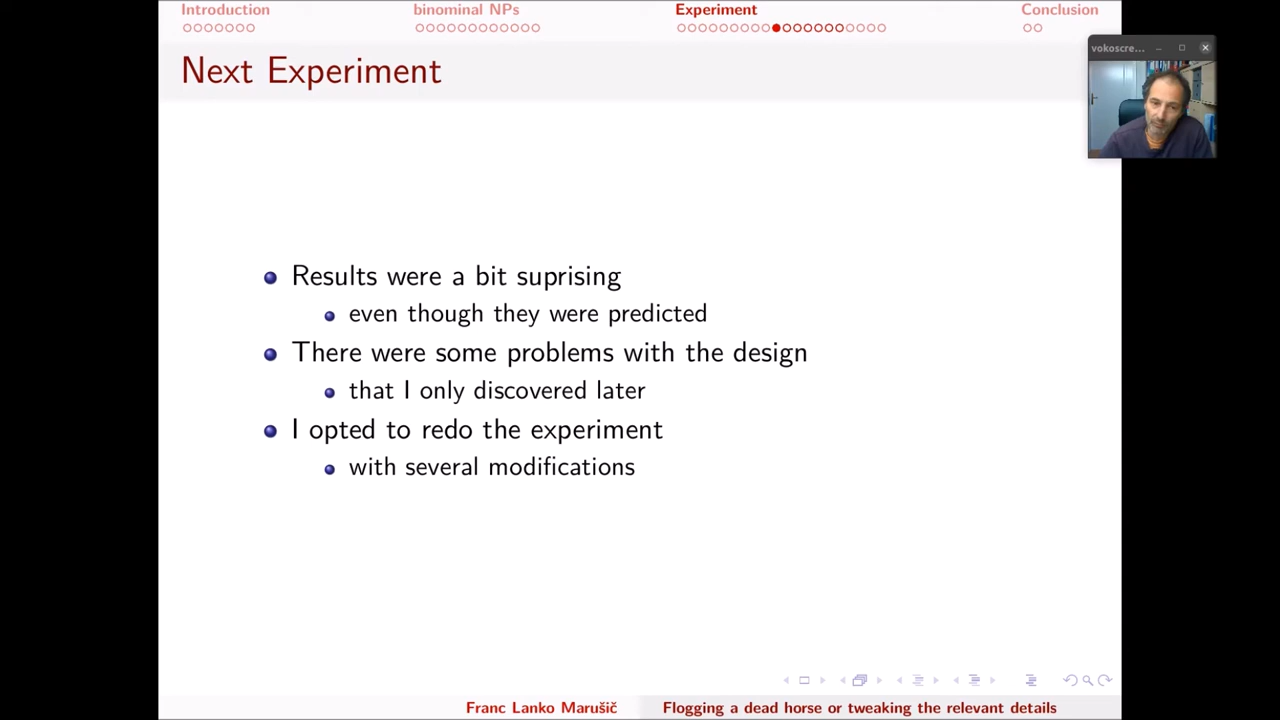 Introduction binominal NPs Experiment Conclusion
vokoscre...
Next Experiment
Results were a bit suprising
even though they were predicted
There were some problems with the design
that I only discovered later
I opted to redo the experiment
with several modifications
Franc Lanko Marušič Flogging a dead horse or tweaking the relevant details